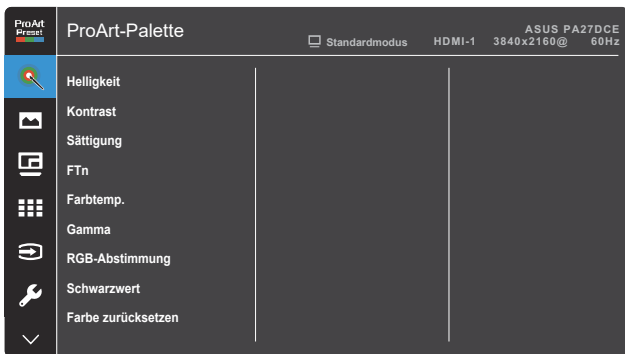 ProArt
Preset
ProArt-Palette
ASUS PA27DCE
Standardmodus HDMI-1 3840x2160@ 60Hz
Helligkeit
Kontrast
Sättigung
FTn
Farbtemp.
Gamma
RGB-Abstimmung
Schwarzwert
Farbe zurücksetzen